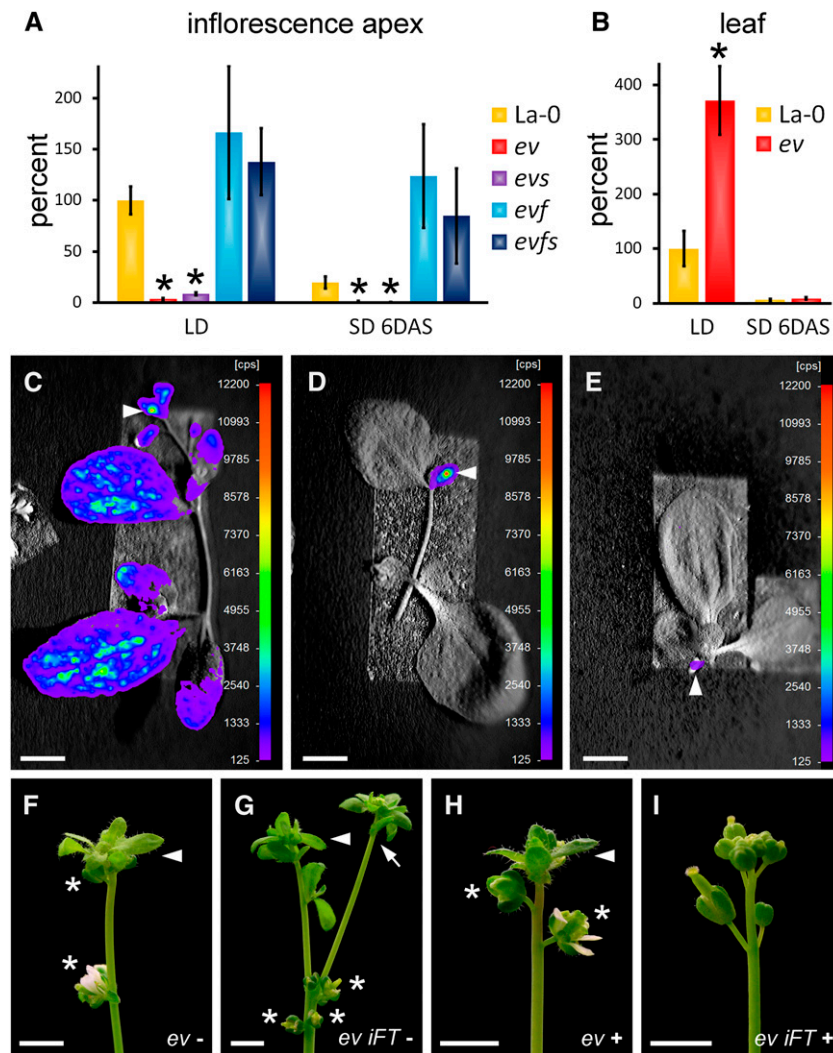 A inflorescence apex
percent
200
150
100
50
0
LD SD 6DAS
* * * *
La-0
ev
evs
evf
evfs
B leaf
percent
400
300
200
100
0
LD SD 6DAS
*
La-0
ev
C
[cps]
12200
10993
9785
8578
7370
6163
4955
3748
2540
1333
125
D
[cps]
12200
10993
9785
8578
7370
6163
4955
3748
2540
1333
125
E
[cps]
12200
10993
9785
8578
7370
6163
4955
3748
2540
1333
125
F
*
*
ev -
G
*
* *
ev iFT -
H
*
*
ev +
I
ev iFT +